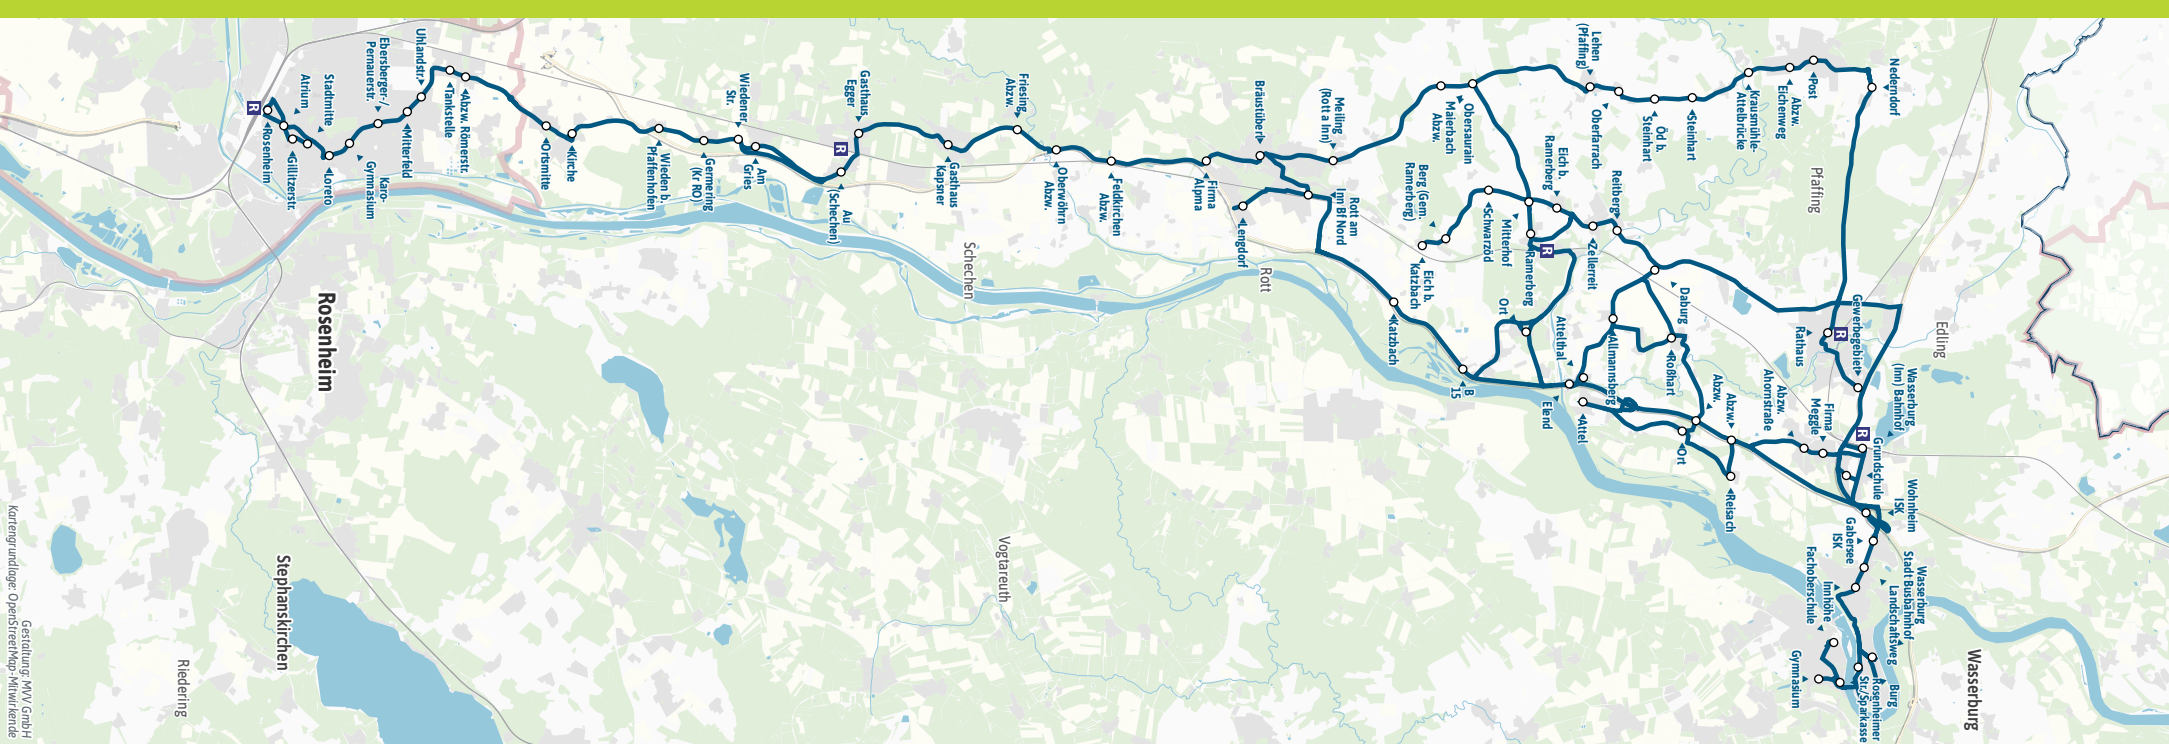 Nederndorf
Post
Abzw.
Eichenweg
Krausmühle-
Attelbrücke
Steinhart
Öd b.
Steinhart
Oberfarrach
Lehen
(Pfaffing)
Pfaffing
Reitberg
Eich b.
Ramerberg
Obersaurain
Maierbach
Abzw.
Meiling
(Rott a Inn)
Bräustüberl
Friesing
Abzw.
Gasthaus
Egger
Wiedener
Str.
Uhlandstr.
Ebersberger-/
Pernauerstr.
Stadtmitte
Atrium
Abzw. Römerstr.
Tankstelle
Mitterfeld
Karo-
Gymnasium
Loreto
Gillitzerstr.
Rosenheim
R
Ortsmitte
Kirche
Wieden b.
Pfaffenhofen
Germering
(Kr RO)
Am
Gries
R
Au
(Schechen)
Gasthaus
Kapsner
Oberwöhrn
Abzw.
Feldkirchen
Abzw.
Firma
Alpma
Lengdorf
Rott am
Inn Bf Nord
Rott
Schechen
Berg (Gem.
Ramerberg)
Eich b.
Katzbach
Schwarzöd
Mitterhof
Ramerberg
R
Zellerreit
Daburg
Katzbach
Ort
B
15
Attelthal
Elend
Attel
Allmannsberg
Roßhart
Abzw.
Abzw.
Ort
Reisach
Abzw.
Ahornstraße
Firma
Meggle
Rathaus
R
Gewerbegebiet
Edling
Wasserburg
(Inn) Bahnhof
R
Grundschule
Wohnheim
ISK
Gabersee
ISK
Wasserburg
Stadt Busbahnhof
Landschaftsweg
Fachoberschule
Innhöhe
Gymnasium
Burg
Rosenheimer
Str./Sparkasse
Wasserburg
Rosenheim
Stephanskirchen
Riedering
Vogtareuth
Gestaltung: MVV GmbH
Kartengrundlage: OpenStreetMap-Mitwirkende